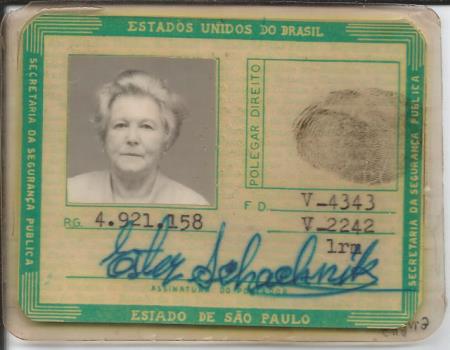 ESTADOS UNIDOS DO BRASIL
SECRETARIA DA SEGURANÇA PUBLICA
POLEGAR DIREITO
SECRETARIA DA SEGURANÇA PUBLICA
F D. V-4343
RG. 4.921.158 V-2242
1rm
Ester
ASSINATURA DO PORTADOR
ESTADO DE SÃO PAULO